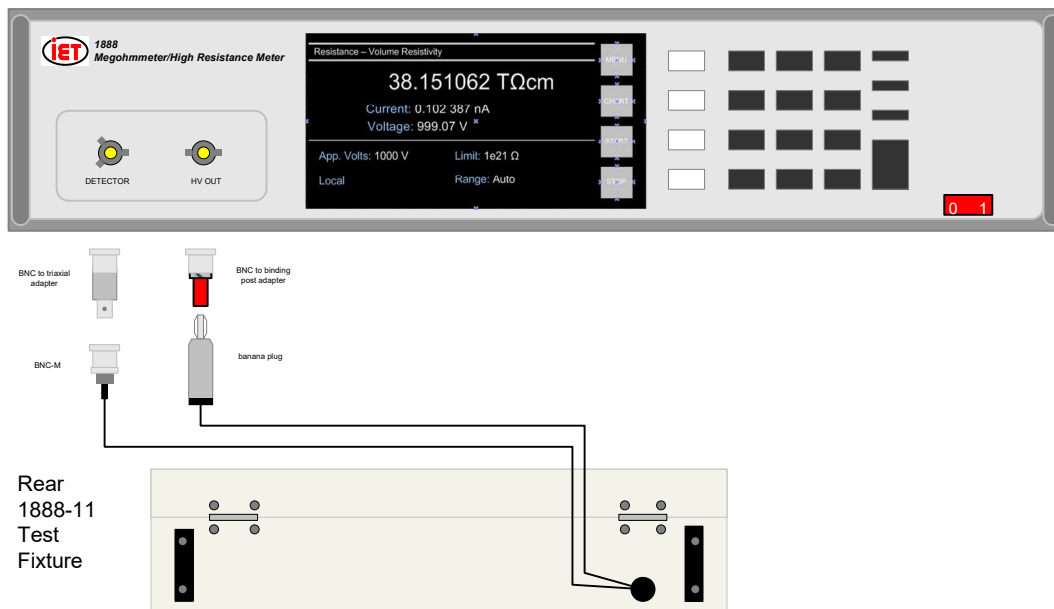 iET
1888
Megohmmeter/High Resistance Meter
DETECTOR
HV OUT
Resistance – Volume Resistivity
38.151062 TΩcm
Current: 0.102 387 nA
Voltage: 999.07 V
App. Volts: 1000 V
Limit: 1e21 Ω
Local
Range: Auto
MENU
CHART
START
STOP
0 1
BNC to triaxial
adapter
BNC to binding
post adapter
BNC-M
banana plug
Rear
1888-11
Test
Fixture